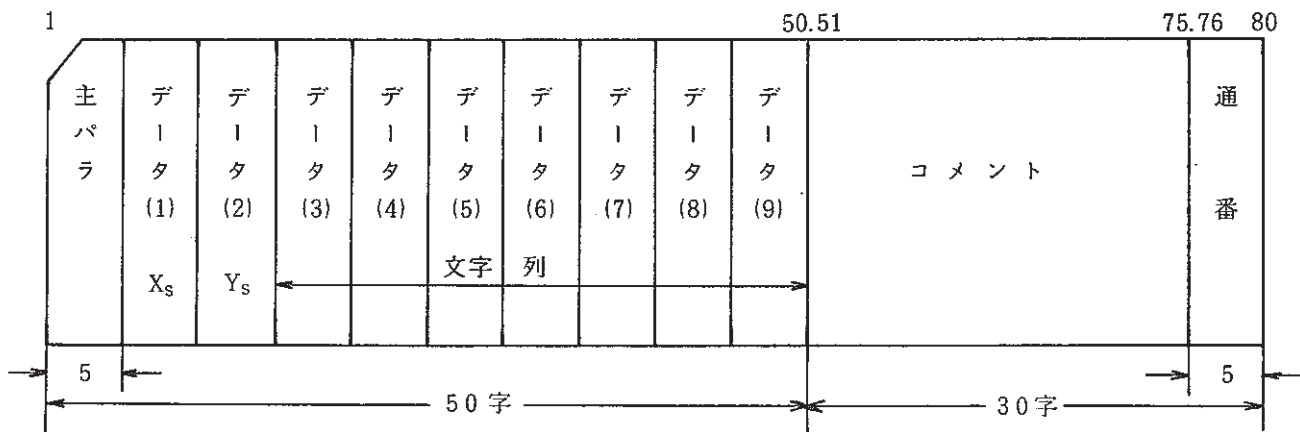 1 50.51 75.76 80
主パラ データ(1) データ(2) データ(3) データ(4) データ(5) データ(6) データ(7) データ(8) データ(9) コメント 通番
Xs Ys 文字列
5 5
50字 30字